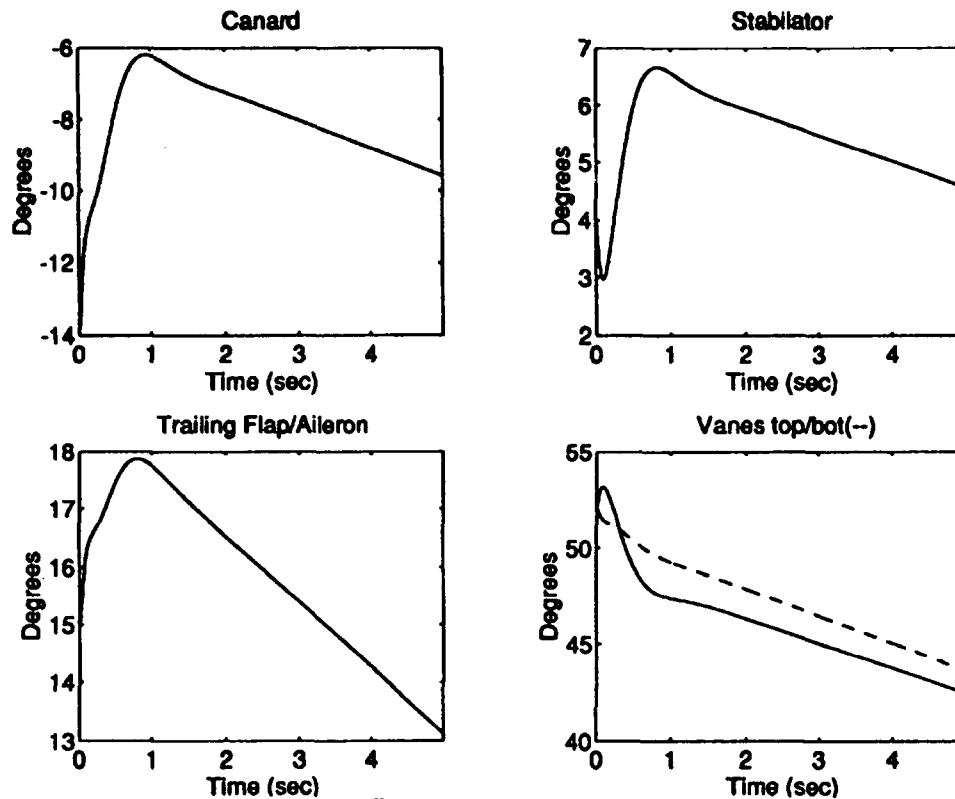 Canard
-6
-8
-10
-12
-14
Degrees
0 1 2 3 4
Time (sec)
Stabilator
7
6
5
4
3
2
Degrees
0 1 2 3 4
Time (sec)
Trailing Flap/Aileron
18
17
16
15
14
13
Degrees
0 1 2 3 4
Time (sec)
Vanes top/bot(--)
55
50
45
40
Degrees
0 1 2 3 4
Time (sec)